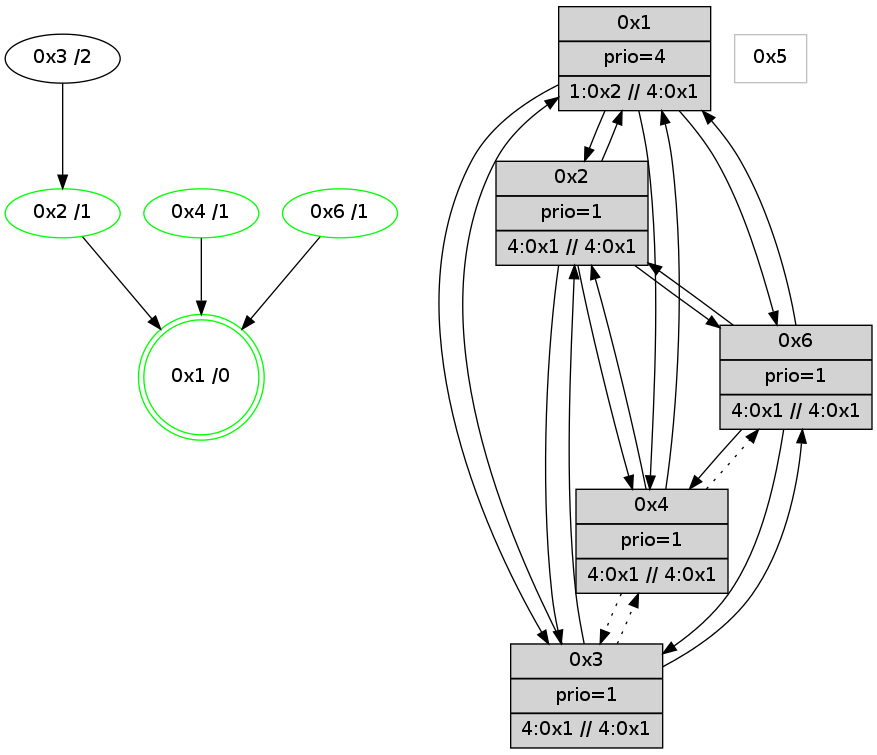 0x3 /2
0x2 /1
0x4 /1
0x6 /1
0x1 /0
0x1
prio=4
1:0x2 // 4:0x1
0x5
0x2
prio=1
4:0x1 // 4:0x1
0x6
prio=1
4:0x1 // 4:0x1
0x4
prio=1
4:0x1 // 4:0x1
0x3
prio=1
4:0x1 // 4:0x1